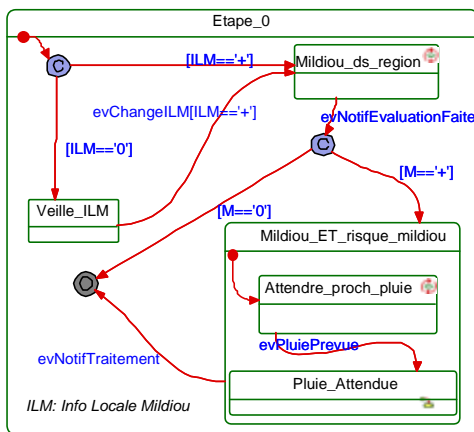 Etape_0
C
[ILM=='+']
Mildiou_ds_region
evChangeILM[ILM=='+']
evNotifEvaluationFaite
C
[ILM=='0']
[M=='+']
Veille_ILM
[M=='0']
Mildiou_ET_risque_mildiou
Attendre_proch_pluie
evPluiePrevue
evNotifTraitement
Pluie_Attendue
ILM: Info Locale Mildiou